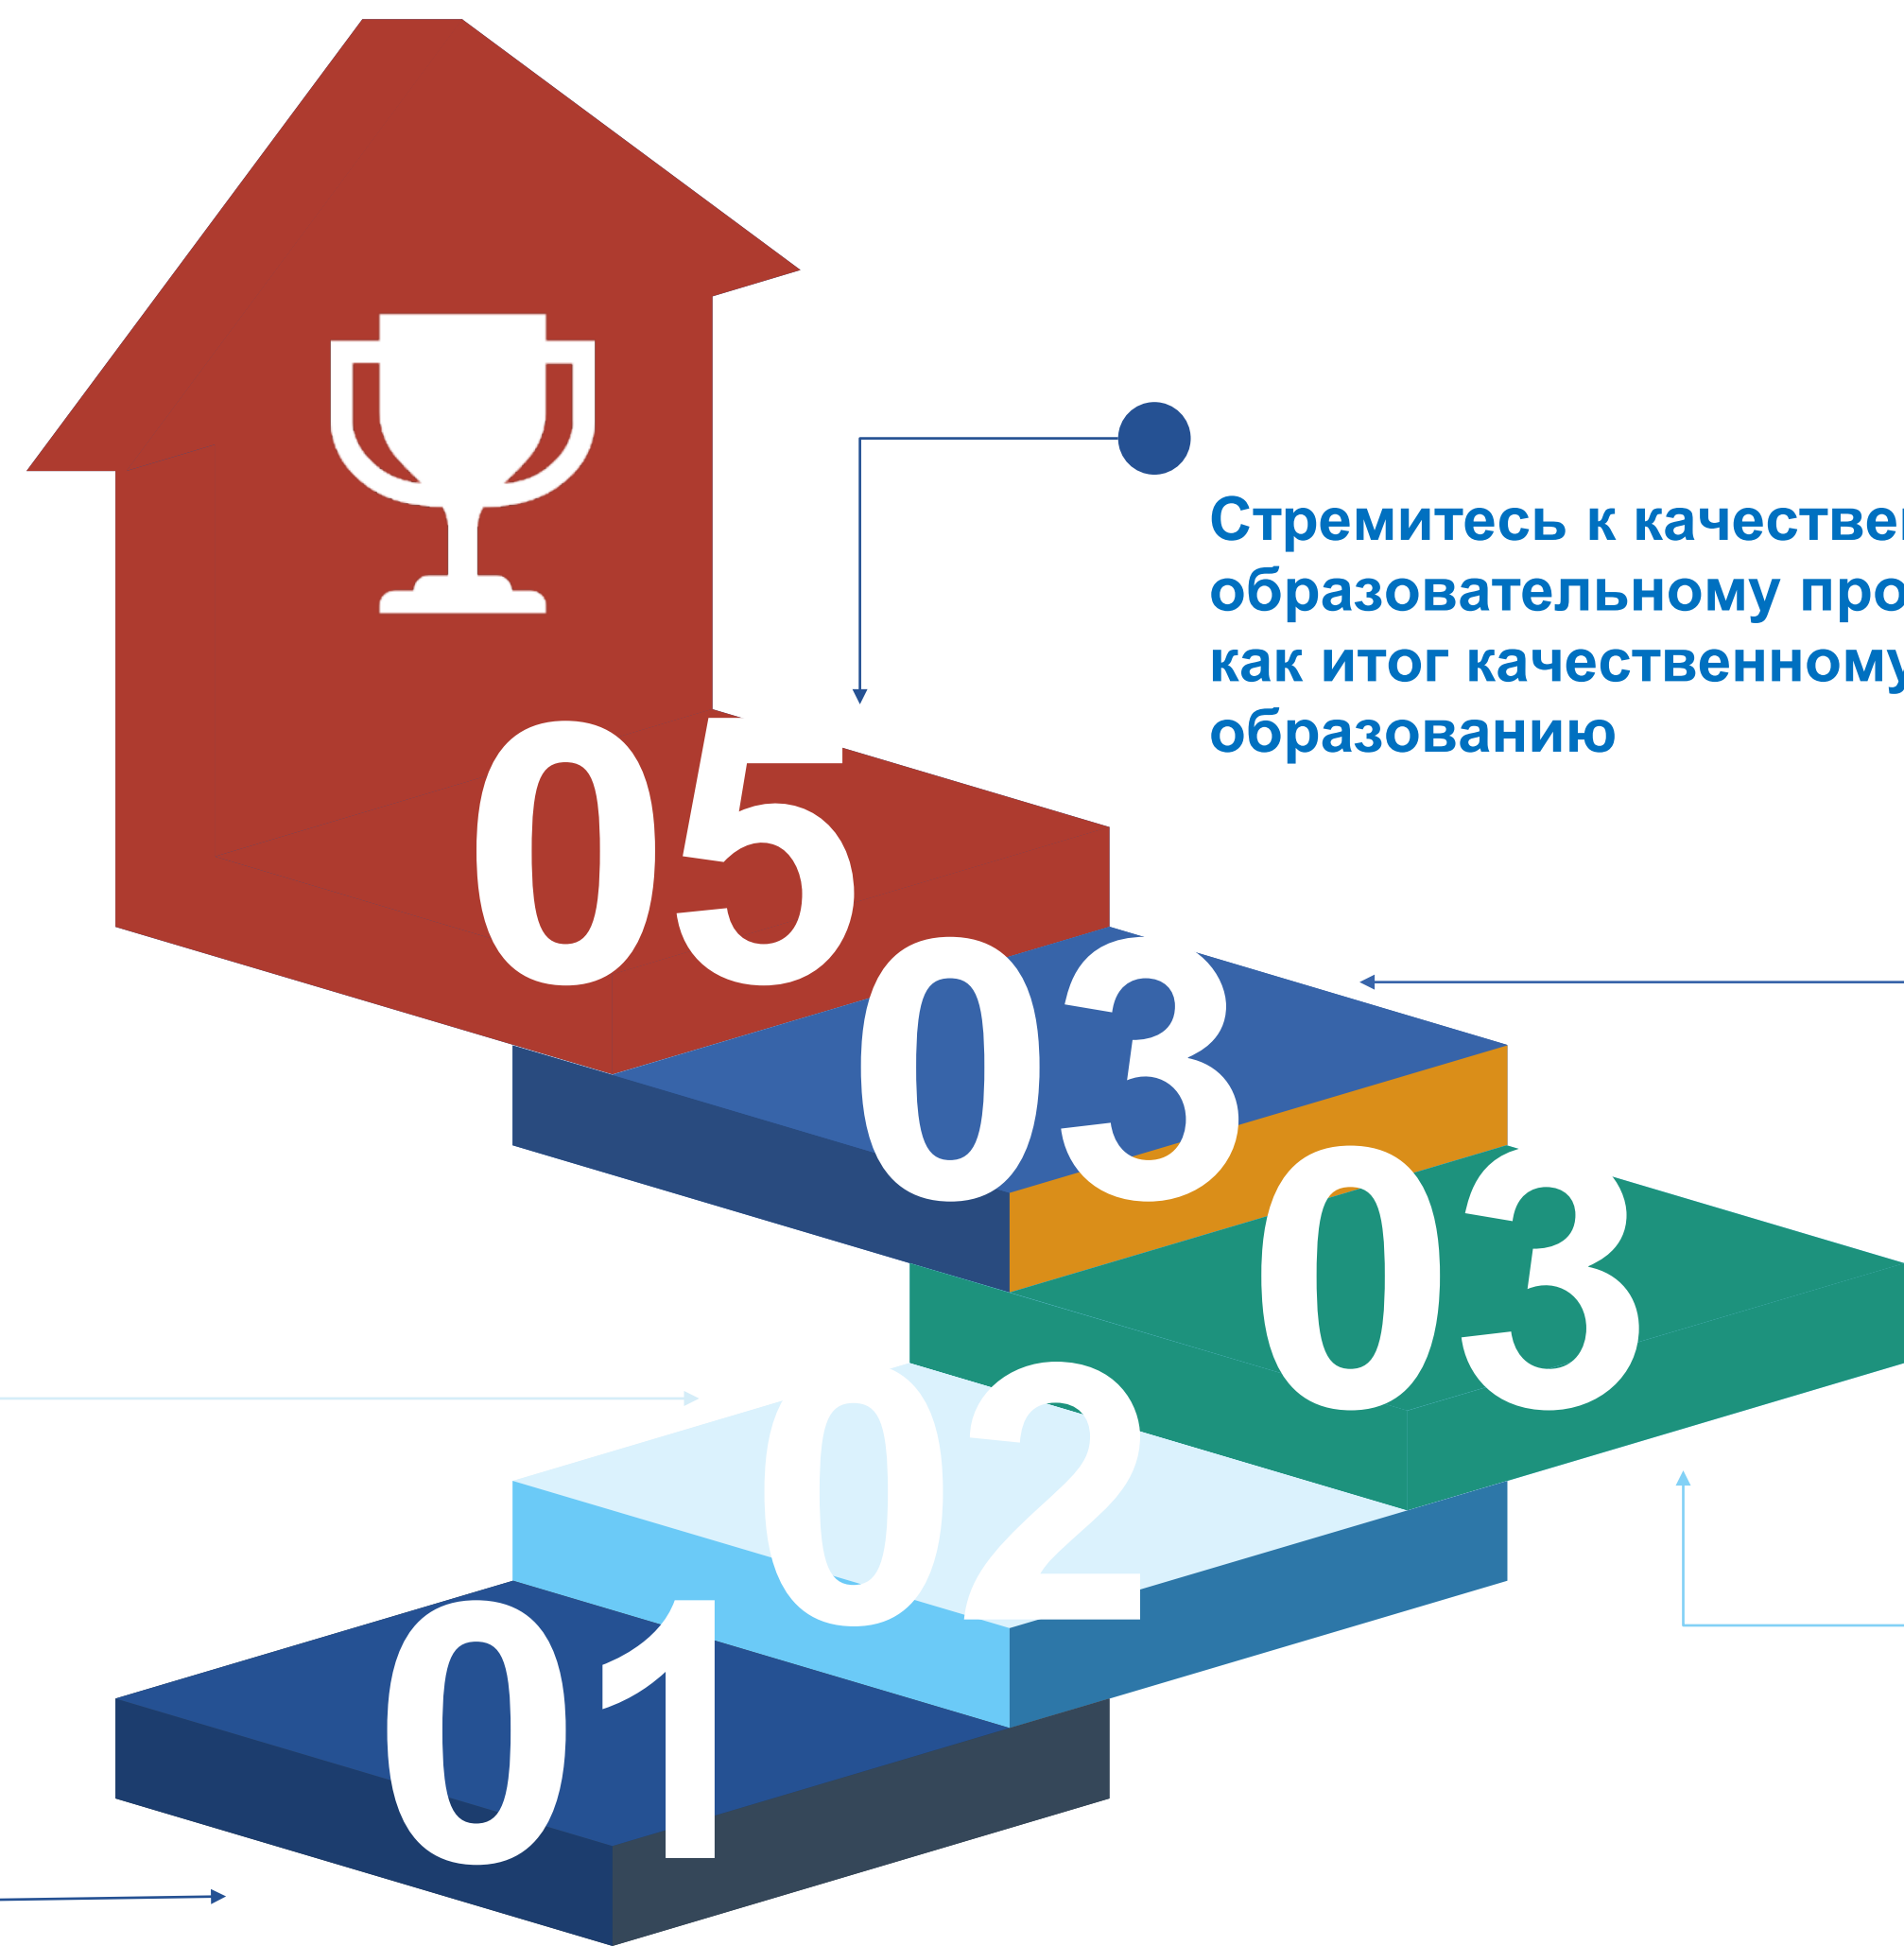 Стремитесь к качестве
образовательному про
как итог качественному
образованию
05
03
03
02
01